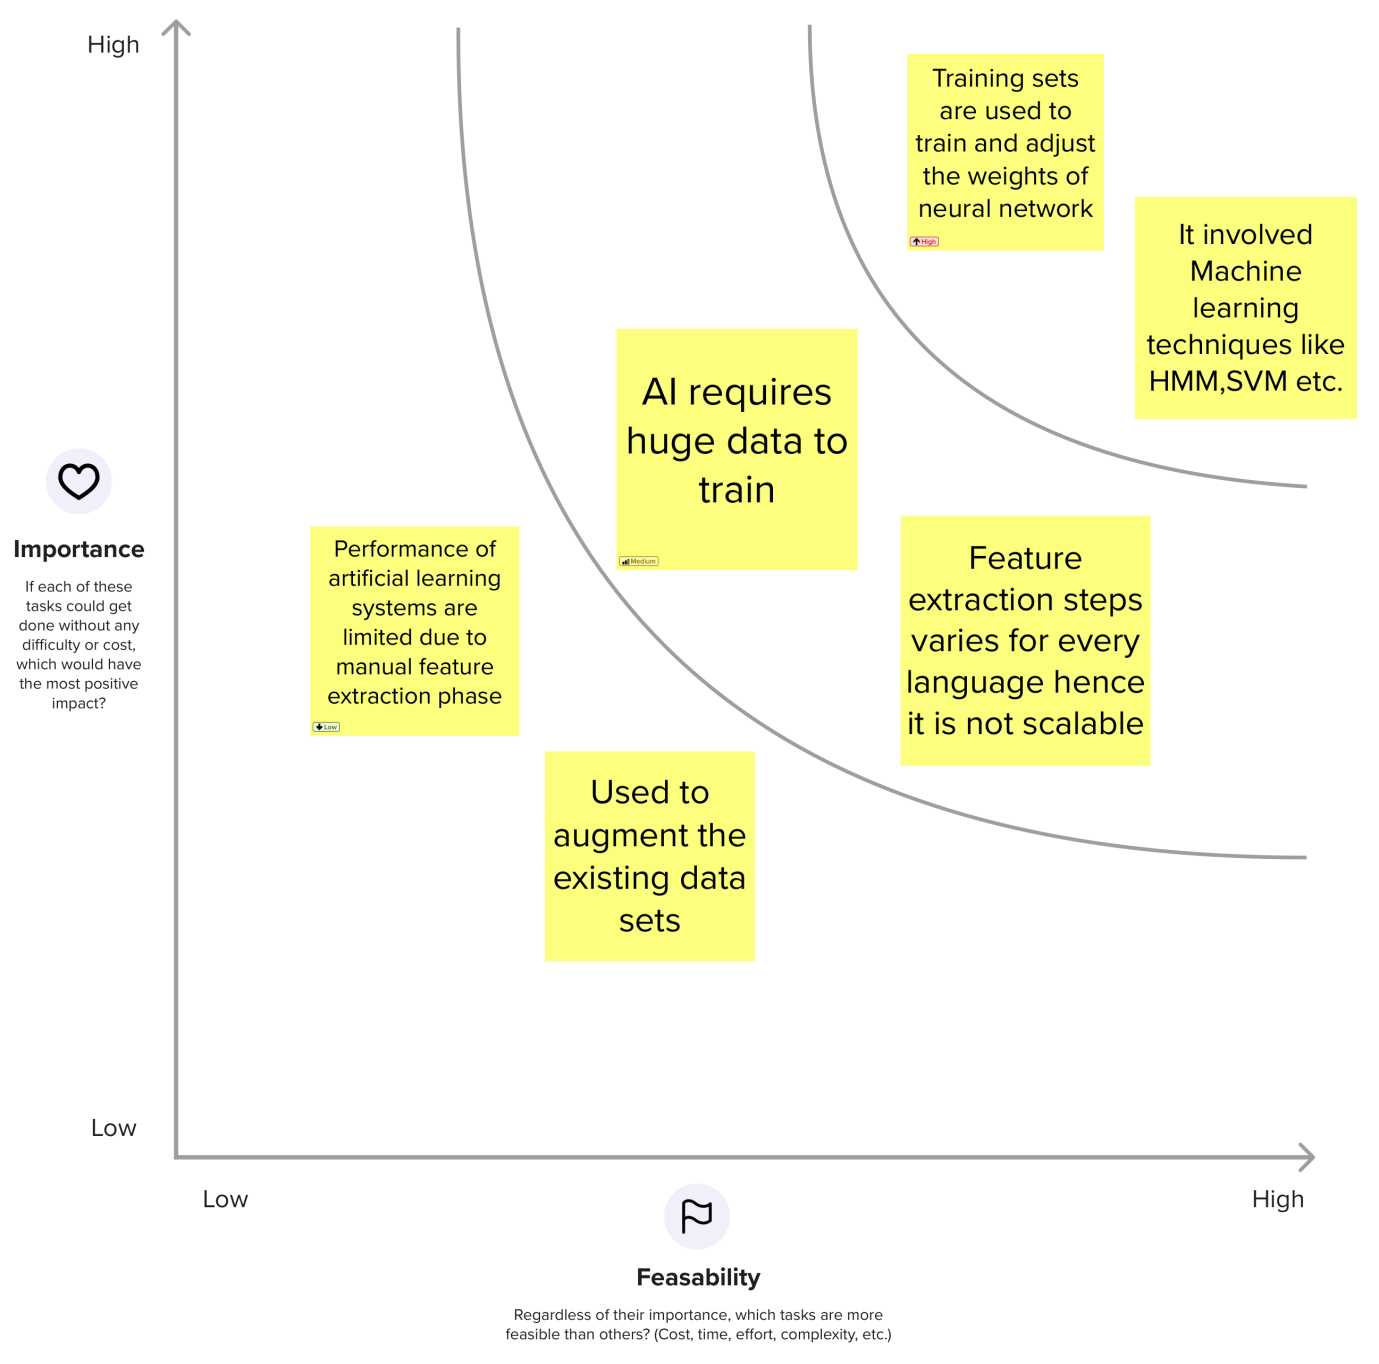 High
Training sets
are used to
train and adjust
the weights of
neural network
High
It involved
Machine
learning
techniques like
HMM,SVM etc.
AI requires
huge data to
train
Medium
Importance
If each of these
tasks could get
done without any
difficulty or cost,
which would have
the most positive
impact?
Performance of
artificial learning
systems are
limited due to
manual feature
extraction phase
Low
Feature
extraction steps
varies for every
language hence
it is not scalable
Used to
augment the
existing data
sets
Low
Low
High
Feasability
Regardless of their importance, which tasks are more
feasible than others? (Cost, time, effort, complexity, etc.)